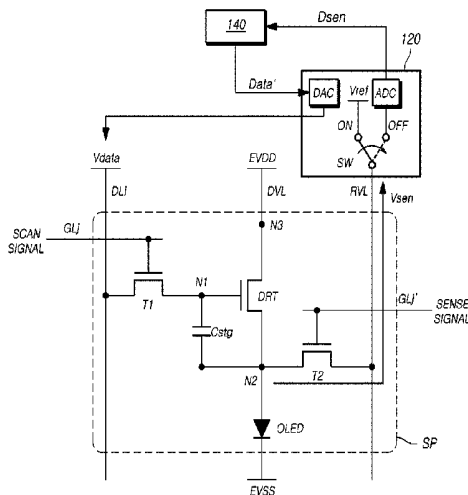 140
Dsen
120
Data'
DAC
Vref
ADC
ON
OFF
SW
Vdata
EVDD
DLi
DVL
RVL
Vsen
SCAN
SIGNAL
GLj
N3
N1
DRT
T1
GLj'
SENSE
SIGNAL
Cstg
N2
T2
OLED
SP
EVSS